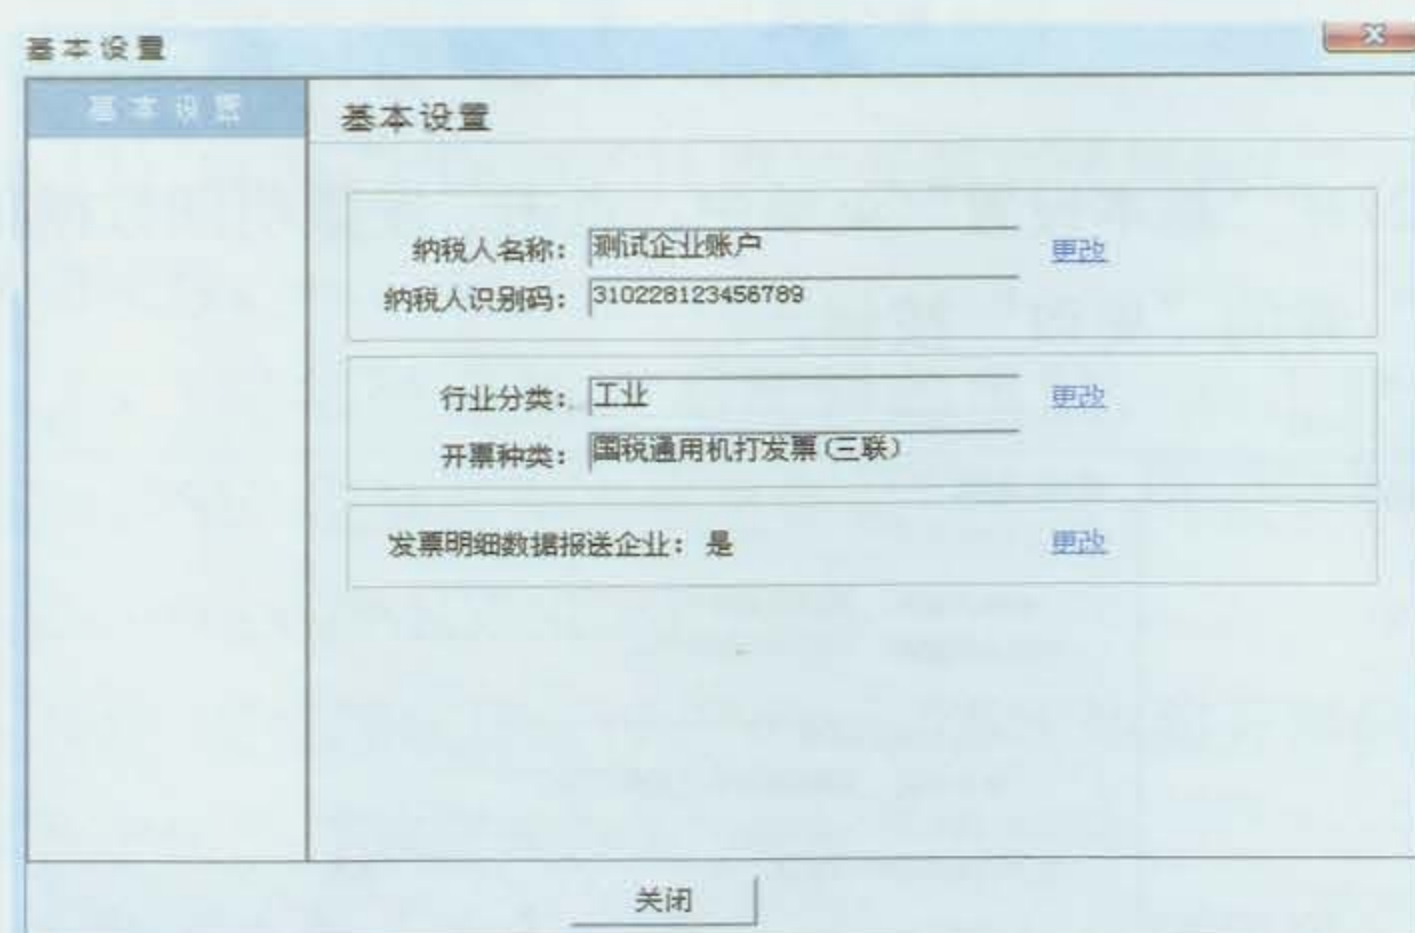 基本设置
基本设置
基本设置
纳税人名称： 测试企业账户 更改
纳税人识别码： 310228123456789
行业分类： 工业 更改
开票种类： 国税通用机打发票(三联)
发票明细数据报送企业： 是 更改
关闭